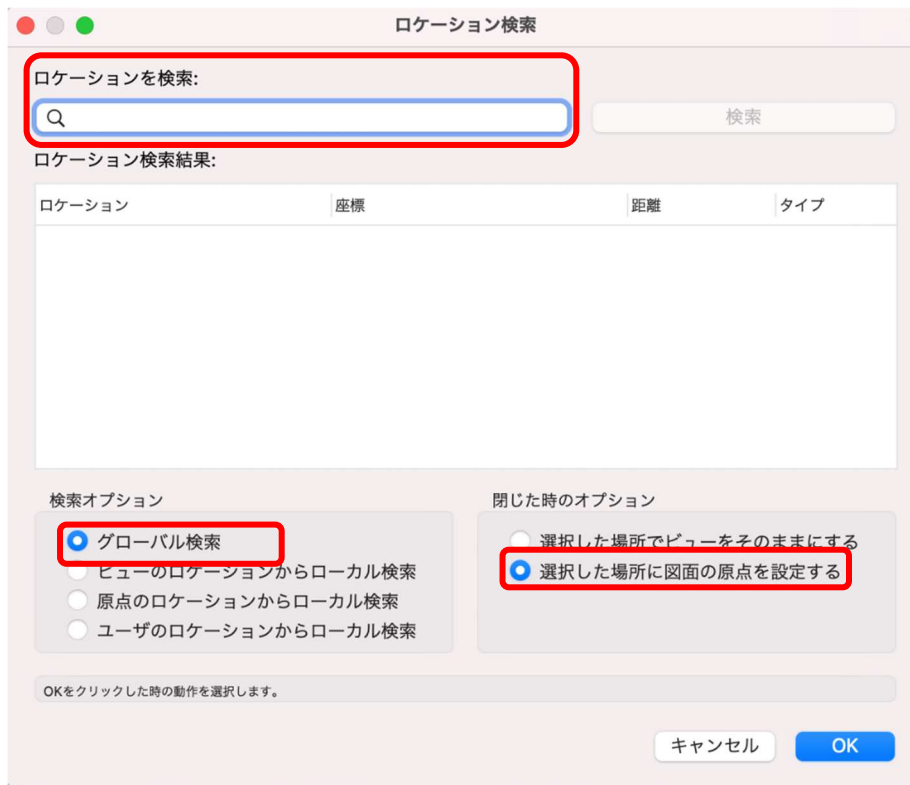 ロケーション検索
ロケーションを検索:
検索
ロケーション検索結果:
ロケーション 座標 距離 タイプ
検索オプション 閉じた時のオプション
グローバル検索 選択した場所でビューをそのままにする
ビューのロケーションからローカル検索 選択した場所に図面の原点を設定する
原点のロケーションからローカル検索
ユーザのロケーションからローカル検索
OKをクリックした時の動作を選択します。
キャンセル OK